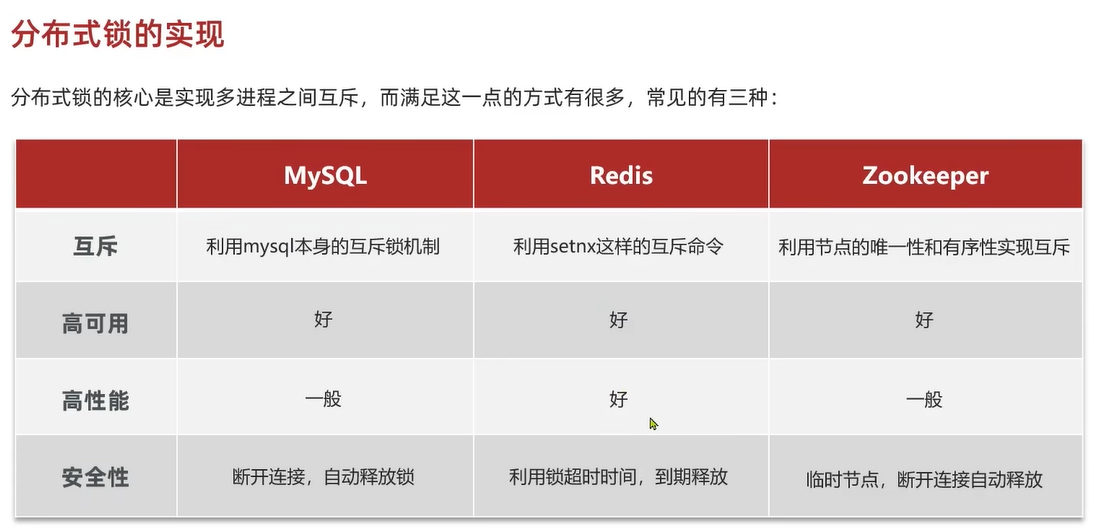 分布式锁的实现
分布式锁的核心是实现多进程之间互斥，而满足这一点的方式有很多，常见的有三种：
MySQL Redis Zookeeper
互斥 利用mysql本身的互斥锁机制 利用setnx这样的互斥命令 利用节点的唯一性和有序性实现互斥
高可用 好 好 好
高性能 一般 好 一般
安全性 断开连接，自动释放锁 利用锁超时时间，到期释放 临时节点，断开连接自动释放